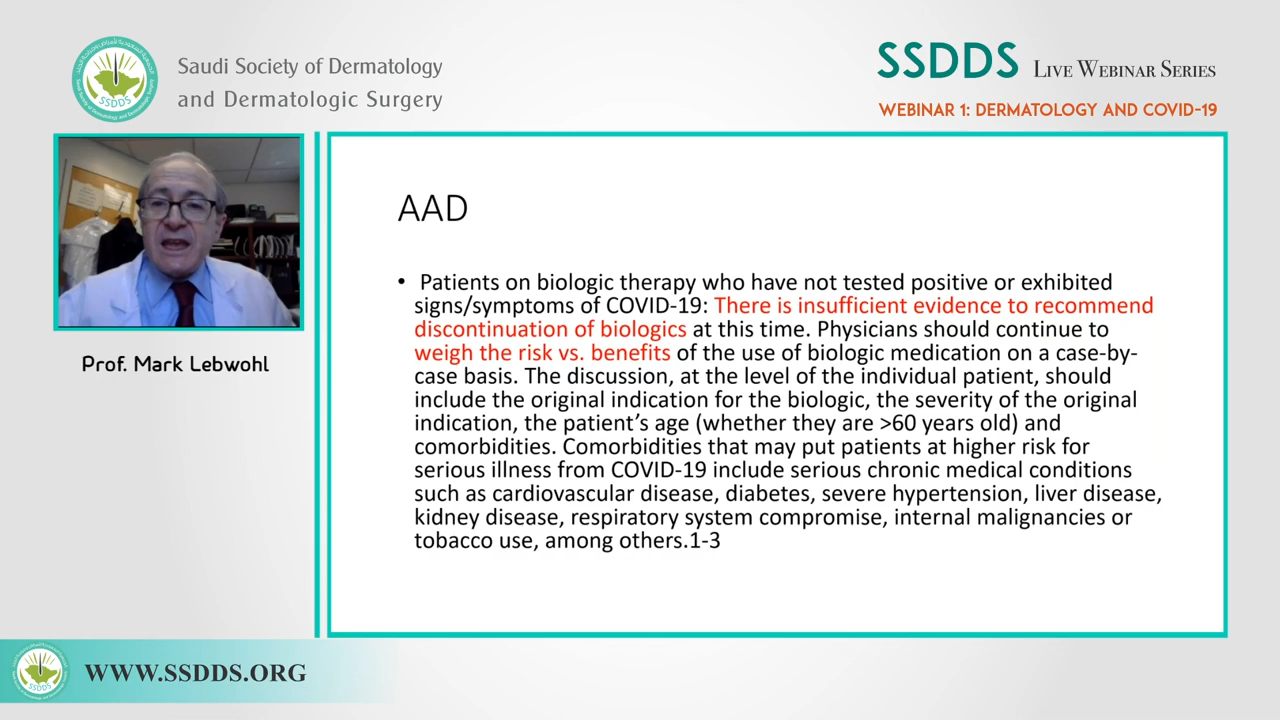 Saudi Society of Dermatology
and Dermatologic Surgery
SSDDS
SSDDS LIVE WEBINAR SERIES
WEBINAR 1: DERMATOLOGY AND COVID-19
Prof. Mark Lebwohl
AAD
• Patients on biologic therapy who have not tested positive or exhibited
signs/symptoms of COVID-19: There is insufficient evidence to recommend
discontinuation of biologics at this time. Physicians should continue to
weigh the risk vs. benefits of the use of biologic medication on a case-by-
case basis. The discussion, at the level of the individual patient, should
include the original indication for the biologic, the severity of the original
indication, the patient's age (whether they are >60 years old) and
comorbidities. Comorbidities that may put patients at higher risk for
serious illness from COVID-19 include serious chronic medical conditions
such as cardiovascular disease, diabetes, severe hypertension, liver disease,
kidney disease, respiratory system compromise, internal malignancies or
tobacco use, among others.1-3
SSDDS
WWW.SSDDS.ORG